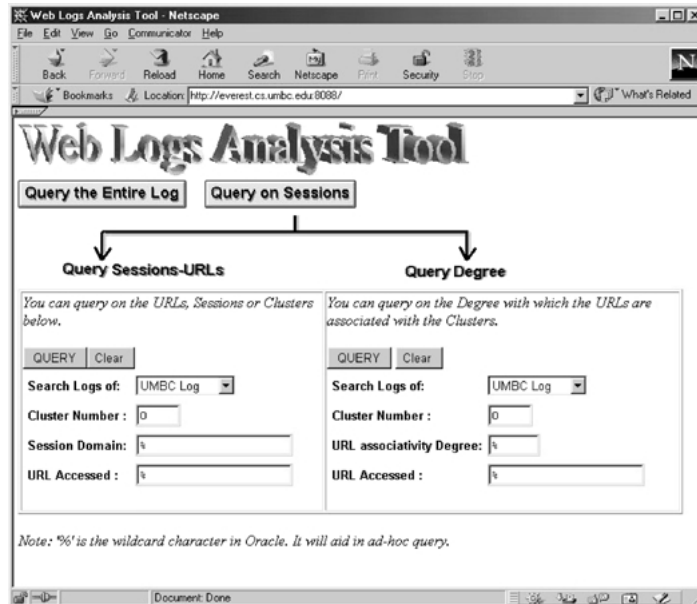 Web Logs Analysis Tool - Netscape
File Edit View Go Communicator Help
Back Forward Reload Home Search Netscape Print Security Stop
N
Bookmarks Location: http://everest.cs.umbc.edu:8088/ What's Related
Web Logs Analysis Tool
Query the Entire Log Query on Sessions
Query Sessions-URLs Query Degree
You can query on the URLs, Sessions or Clusters
below.
QUERY Clear
Search Logs of: UMBC Log
Cluster Number : 0
Session Domain: %
URL Accessed : %
You can query on the Degree with which the URLs are
associated with the Clusters.
QUERY Clear
Search Logs of: UMBC Log
Cluster Number : 0
URL associativity Degree: %
URL Accessed : %
Note: '%' is the wildcard character in Oracle. It will aid in ad-hoc query.
Document: Done